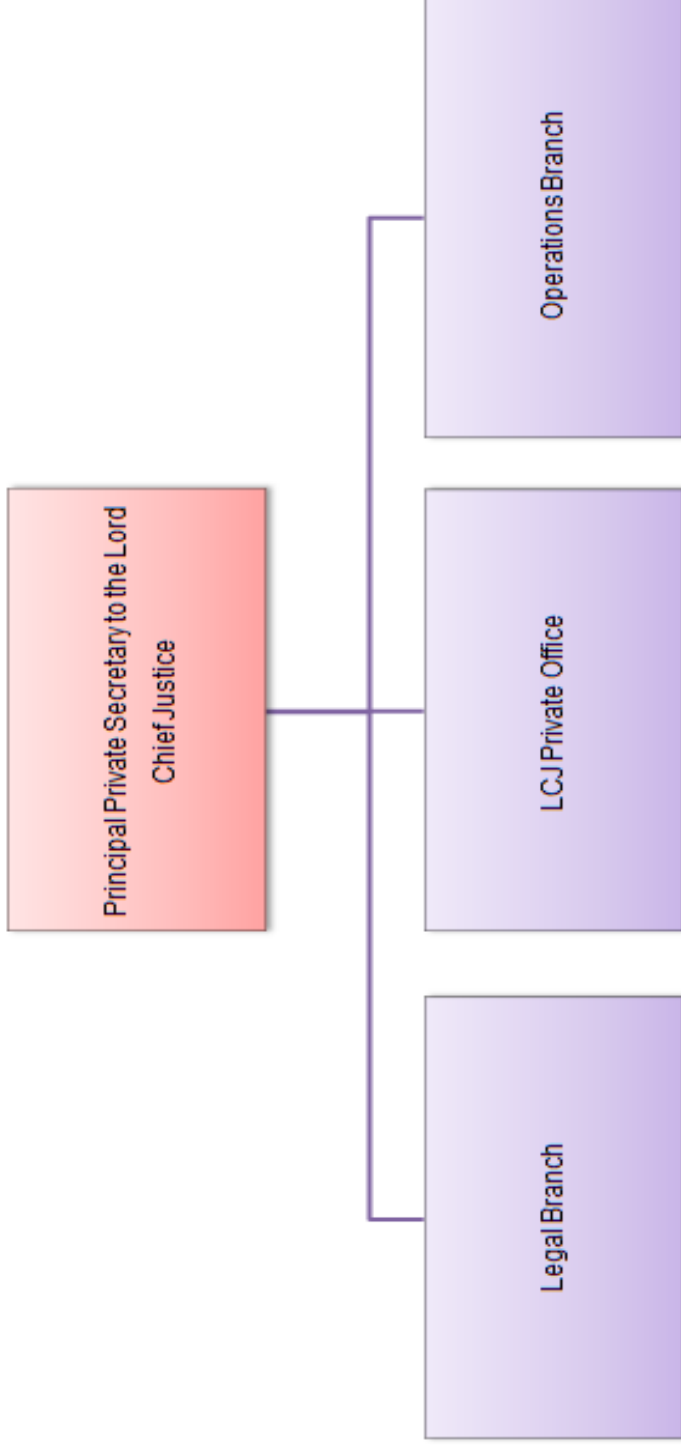 Principal Private Secretary to the Lord
Chief Justice
Legal Branch
LCJ Private Office
Operations Branch